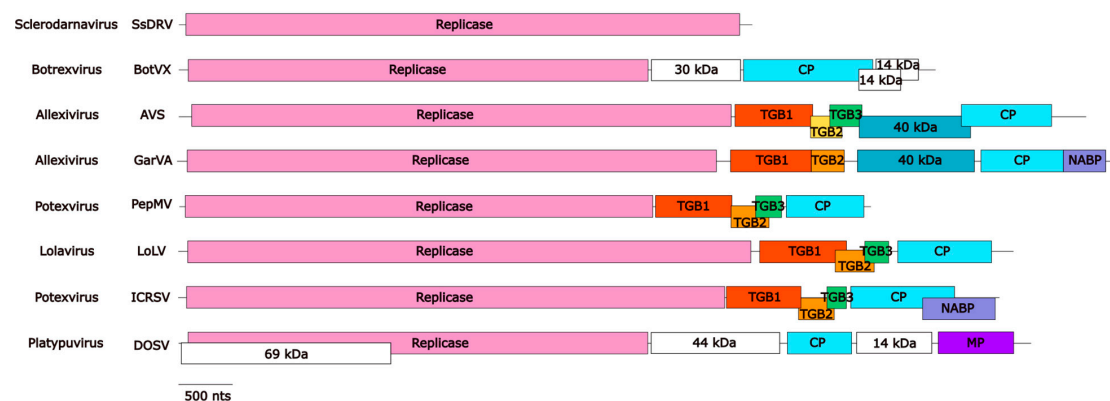 Sclerodarnavirus SsDRV Replicase
Botrexvirus BotVX Replicase 30 kDa CP 14 kDa 14 kDa
Allexivirus AVS Replicase TGB1 TGB2 TGB3 40 kDa CP
Allexivirus GarVA Replicase TGB1 TGB2 40 kDa CP NABP
Potexvirus PepMV Replicase TGB1 TGB2 TGB3 CP
Lolavirus LoLV Replicase TGB1 TGB2 TGB3 CP
Potexvirus ICRSV Replicase TGB1 TGB2 TGB3 CP NABP
Platypuvirus DOSV 69 kDa Replicase 44 kDa CP 14 kDa MP
500 nts